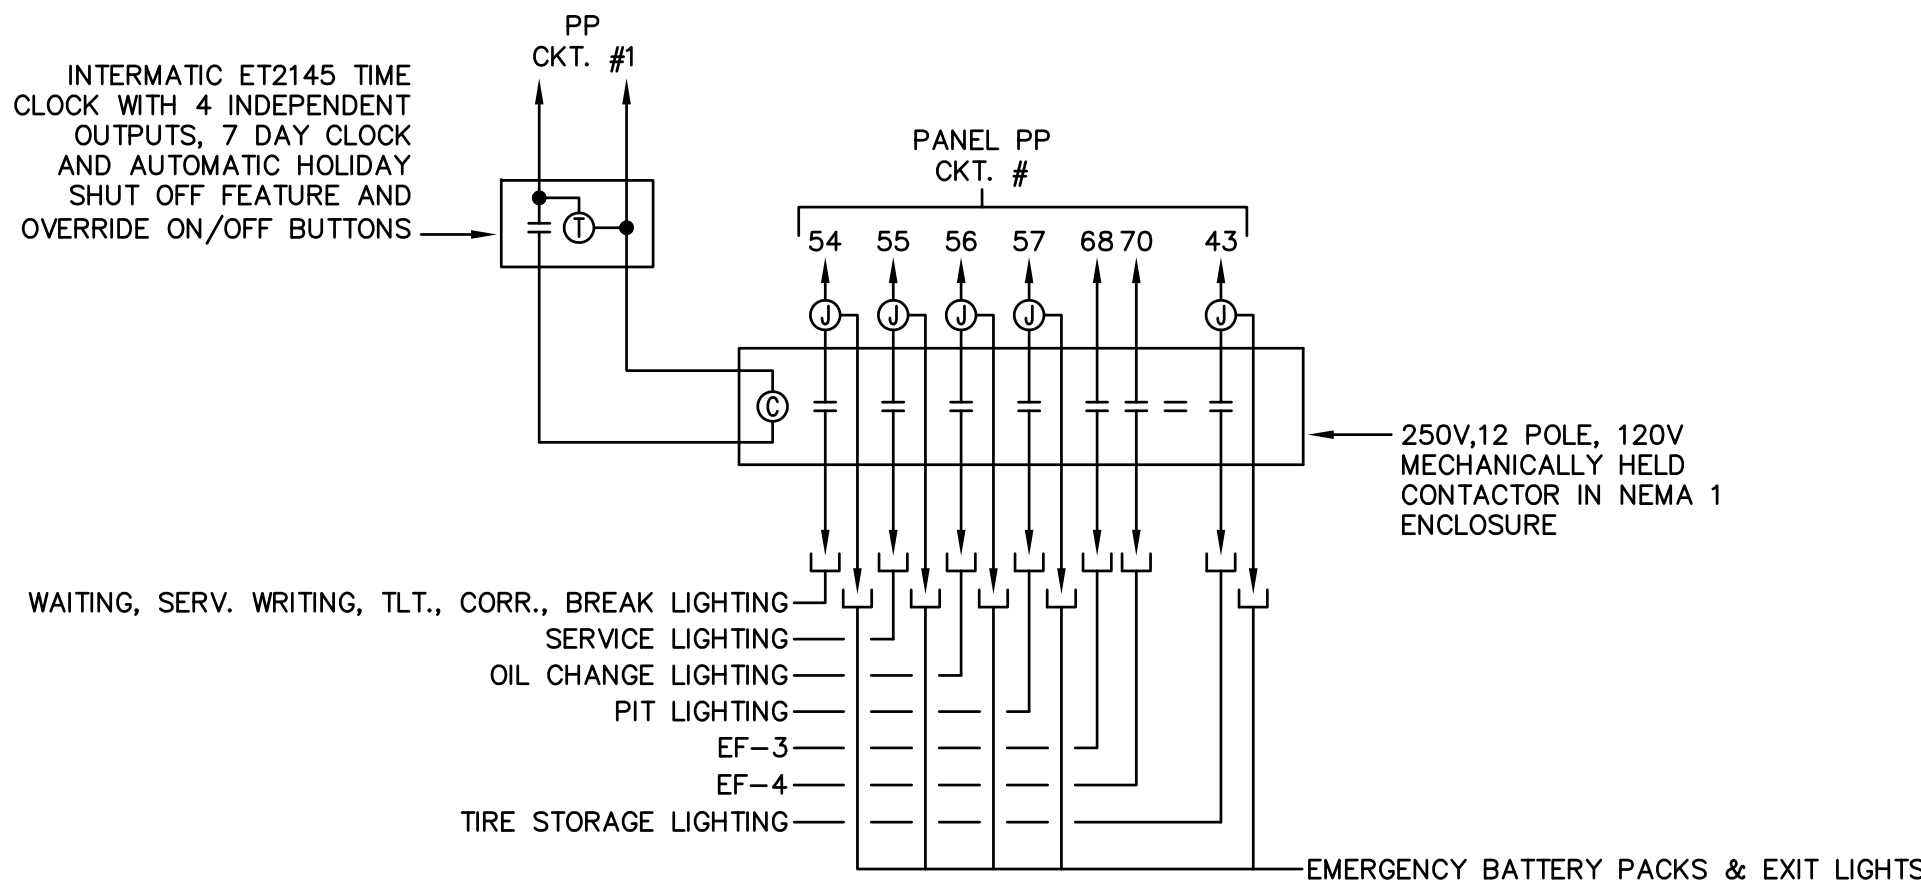 PP
CKT. #1
INTERMATIC ET2145 TIME
CLOCK WITH 4 INDEPENDENT
OUTPUTS, 7 DAY CLOCK
AND AUTOMATIC HOLIDAY
SHUT OFF FEATURE AND
OVERRIDE ON/OFF BUTTONS
T
PANEL PP
CKT. #
54 55 56 57 68 70 43
J J J J J
C
250V,12 POLE, 120V
MECHANICALLY HELD
CONTACTOR IN NEMA 1
ENCLOSURE
WAITING, SERV. WRITING, TLT., CORR., BREAK LIGHTING
SERVICE LIGHTING
OIL CHANGE LIGHTING
PIT LIGHTING
EF-3
EF-4
TIRE STORAGE LIGHTING
EMERGENCY BATTERY PACKS & EXIT LIGHTS